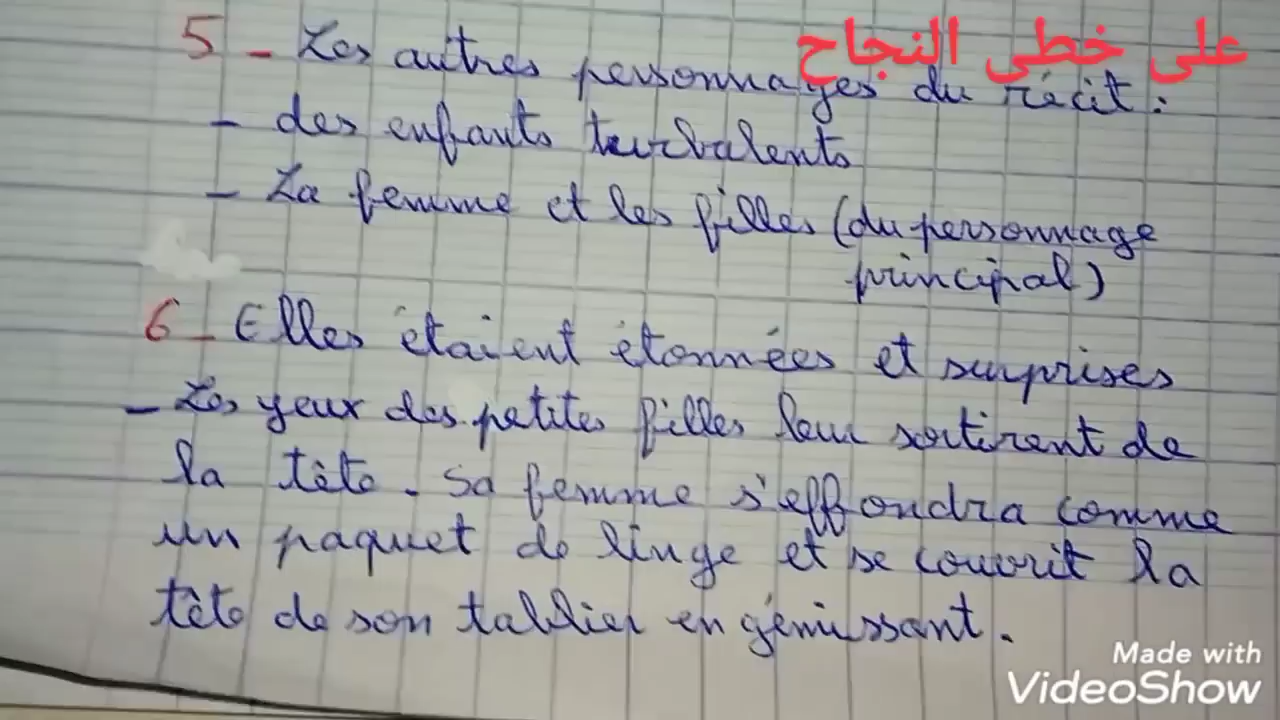 على خطى النجاح
5 - Les autres personnages du récit :
- des enfants turbulents
- La femme et les filles (du personnage
principal)
6 - Elles étaient étonnées et surprises
- Les yeux des petites filles leur sortirent de
la tête. Sa femme s'effondra comme
un paquet de linge et se couvrit la
tête de son tablier en gémissant.
Made with
VideoShow